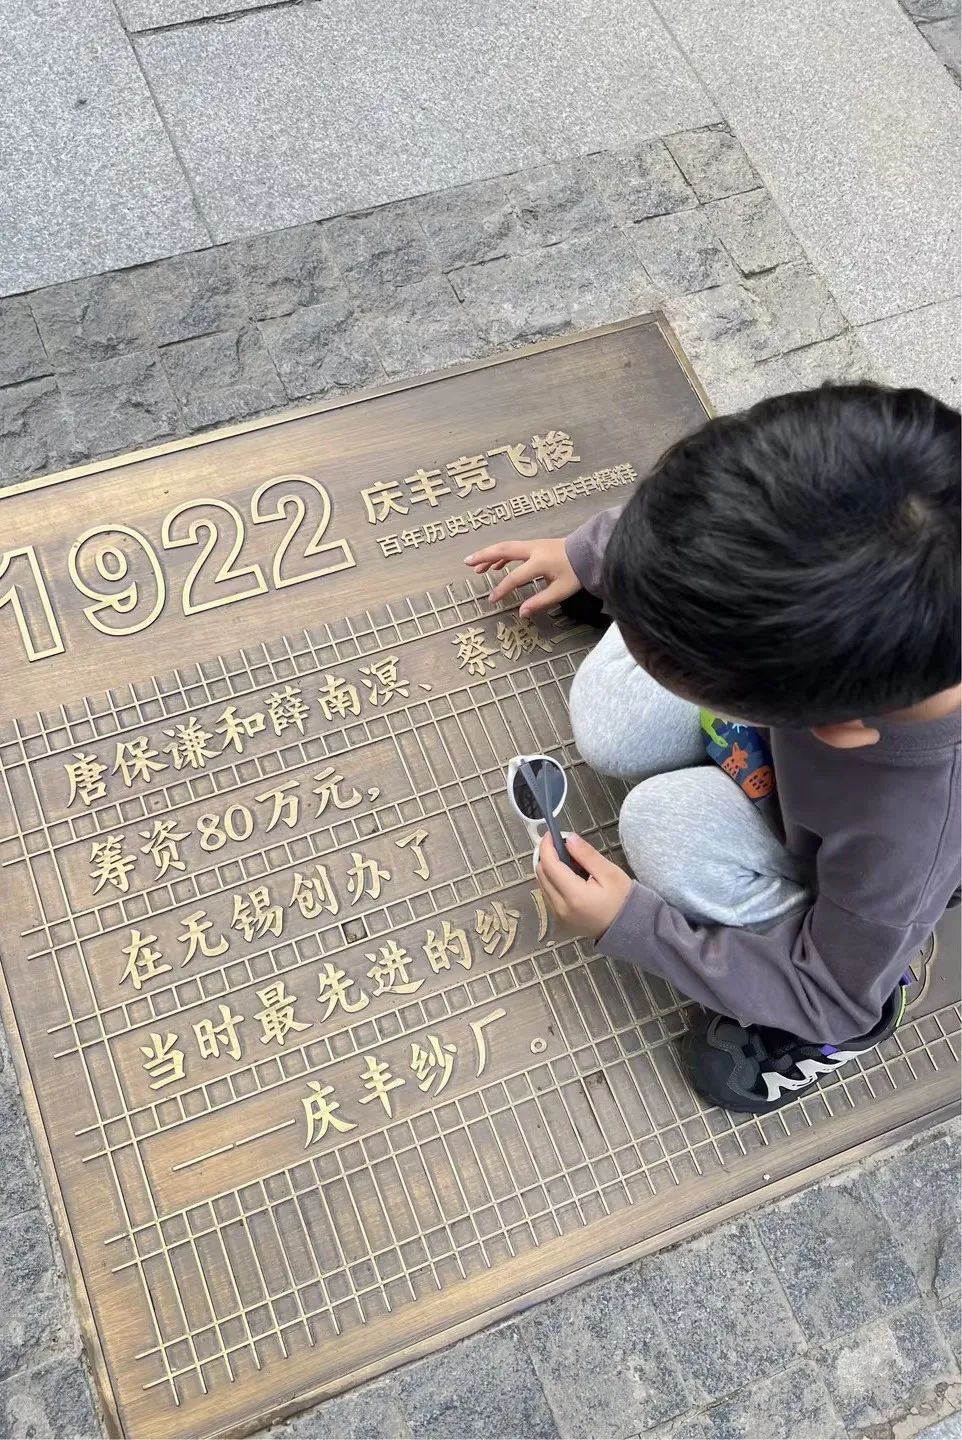 1922
庆丰竞飞梭
百年历史长河里的庆丰模样
唐保谦和薛南溟、蔡缄三
筹资80万元，
在无锡创办了
当时最先进的纱厂
——庆丰纱厂。